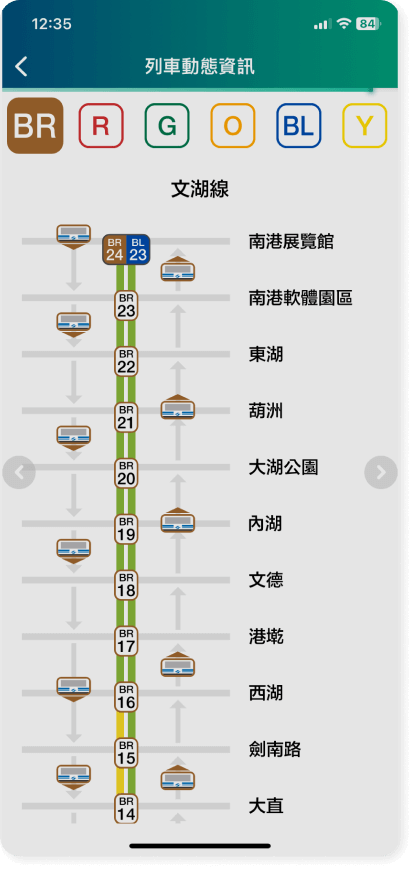 12:35 84
列車動態資訊
BR R G O BL Y
文湖線
BR 24 BL 23 南港展覽館
BR 23 南港軟體園區
BR 22 東湖
BR 21 葫洲
BR 20 大湖公園
BR 19 內湖
BR 18 文德
BR 17 港墘
BR 16 西湖
BR 15 劍南路
BR 14 大直